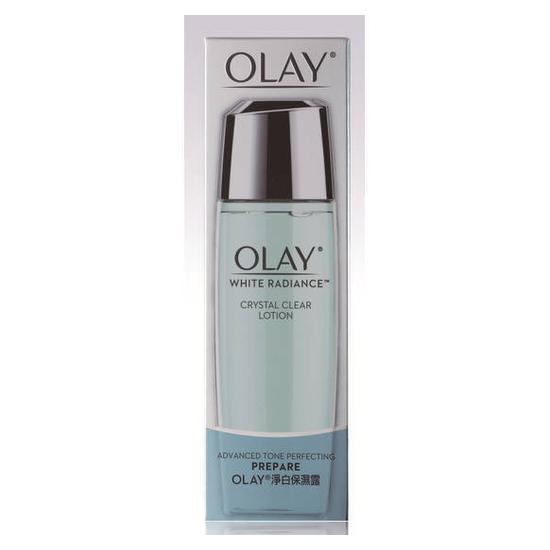 OLAY®
OLAY®
WHITE RADIANCE™
CRYSTAL CLEAR
LOTION
ADVANCED TONE PERFECTING
PREPARE
OLAY®淨白保濕露